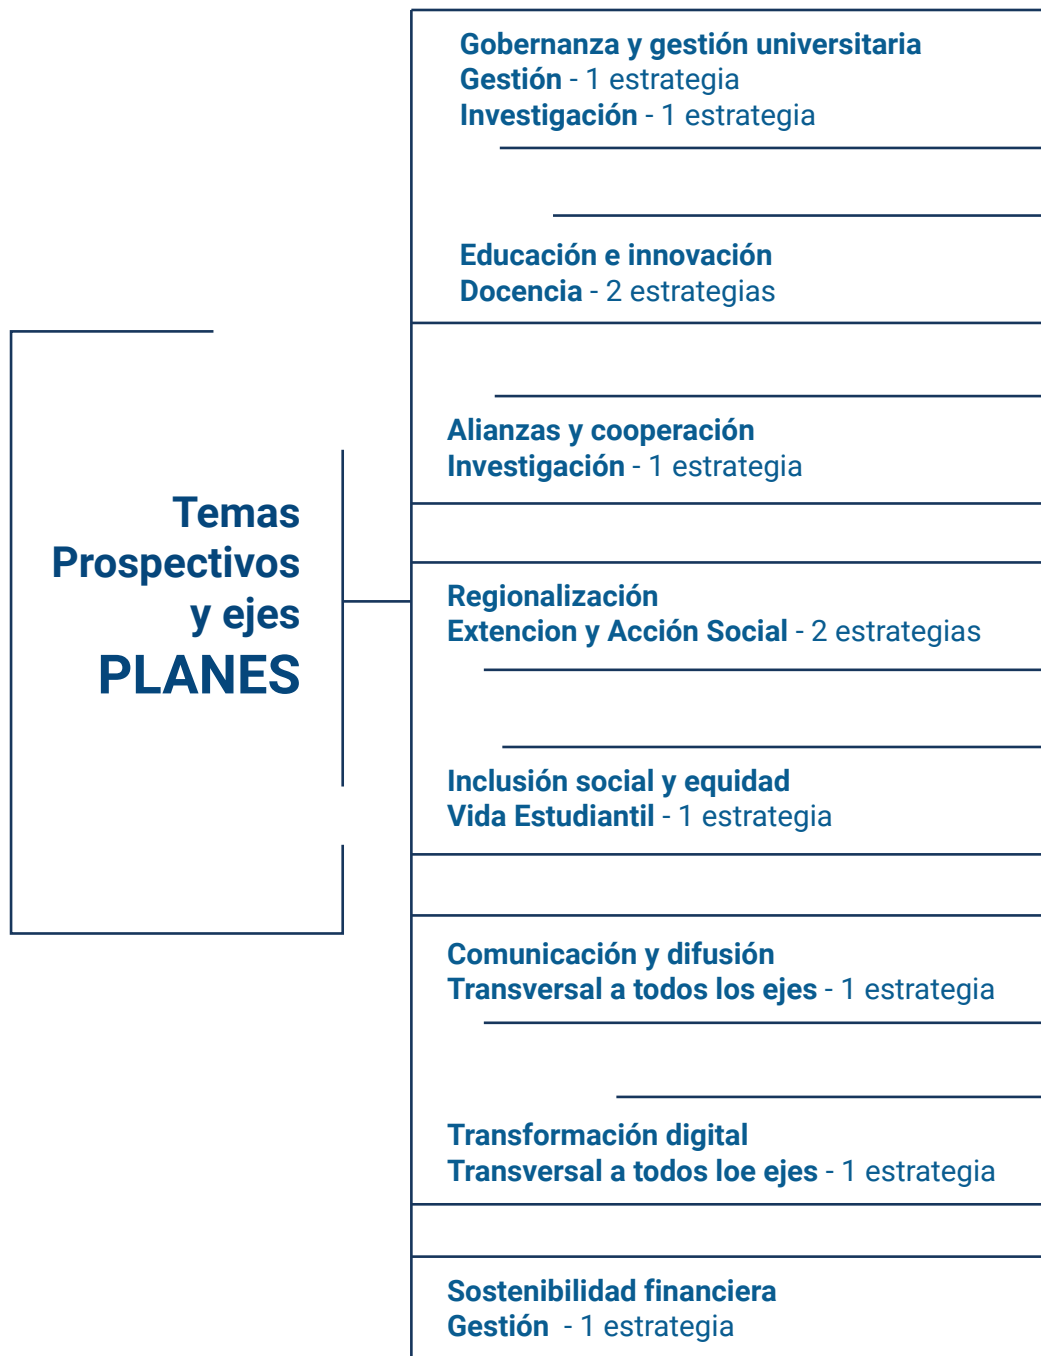 Temas
Prospectivos
y ejes
PLANES
Gobernanza y gestión universitaria
Gestión - 1 estrategia
Investigación - 1 estrategia
Educación e innovación
Docencia - 2 estrategias
Alianzas y cooperación
Investigación - 1 estrategia
Regionalización
Extencion y Acción Social - 2 estrategias
Inclusión social y equidad
Vida Estudiantil - 1 estrategia
Comunicación y difusión
Transversal a todos los ejes - 1 estrategia
Transformación digital
Transversal a todos loe ejes - 1 estrategia
Sostenibilidad financiera
Gestión - 1 estrategia